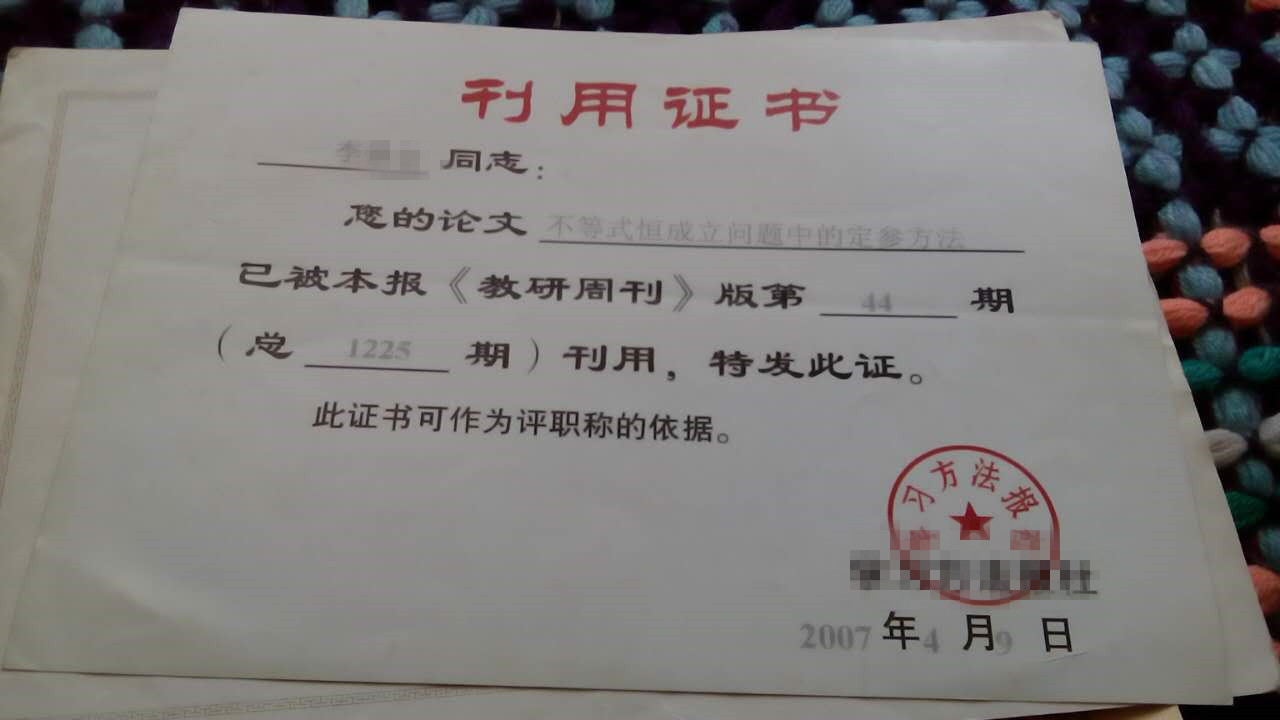 刊用证书
李 同志：
您的论文 不等式恒成立问题中的定参方法
已被本报《教研周刊》版第 44 期
（总 1225 期）刊用，特发此证。
此证书可作为评职称的依据。
习方法报
社
2007 年 4 月 9 日